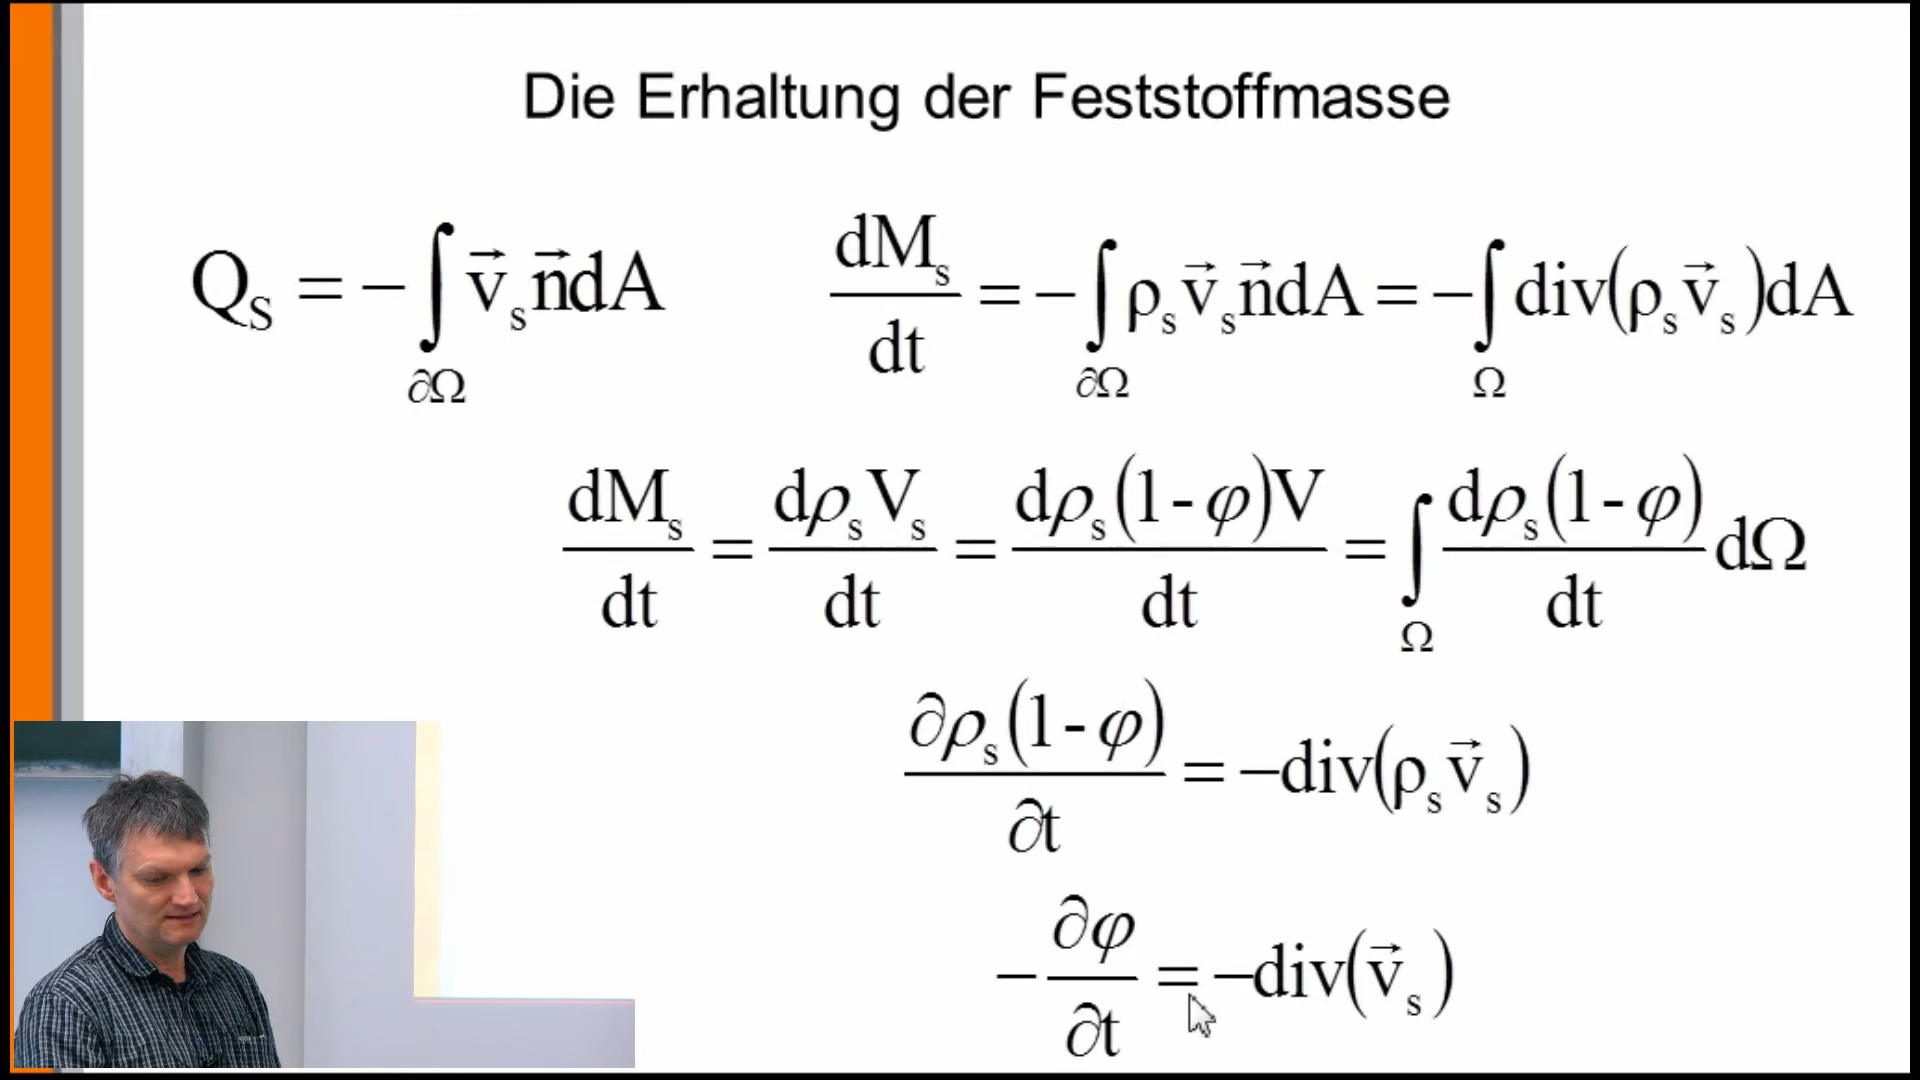 Die Erhaltung der Feststoffmasse
Q_S = −∫_{∂Ω} v⃗_s n⃗dA    dM_s/dt = −∫_{∂Ω} ρ_s v⃗_s n⃗dA = −∫_Ω div(ρ_s v⃗_s)dA
dM_s/dt = dρ_s V_s/dt = dρ_s(1-φ)V/dt = ∫_Ω dρ_s(1-φ)/dt dΩ
∂ρ_s(1-φ)/∂t = −div(ρ_s v⃗_s)
−∂φ/∂t = −div(v⃗_s)